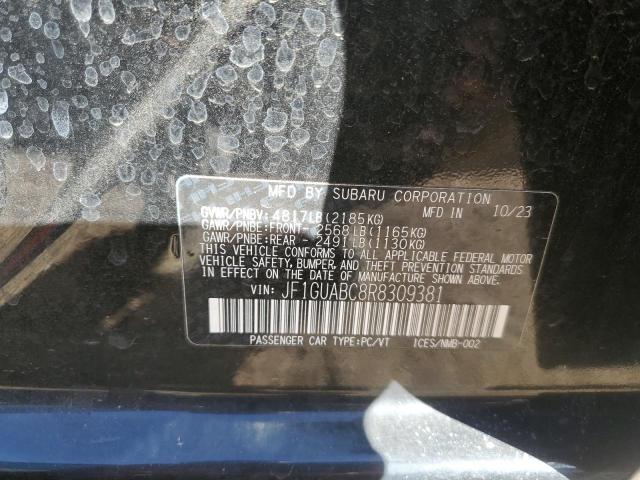 MFD BY SUBARU CORPORATION
GVWR/PNBV: 4817LB(2185KG) MFD IN 10/23
GAWR/PNBE:FRONT- 2568LB(1165KG)
GAWR/PNBE:REAR - 2491LB(1130KG)
THIS VEHICLE CONFORMS TO ALL APPLICABLE FEDERAL MOTOR
VEHICLE SAFETY,BUMPER,AND THEFT PREVENTION STANDARDS
IN EFFECT ON THE DATE OF MANUFACTURE SHOWN ABOVE.
VIN: JF1GUABC8R8309381
PASSENGER CAR TYPE:PC/VT ICES/NMB-002